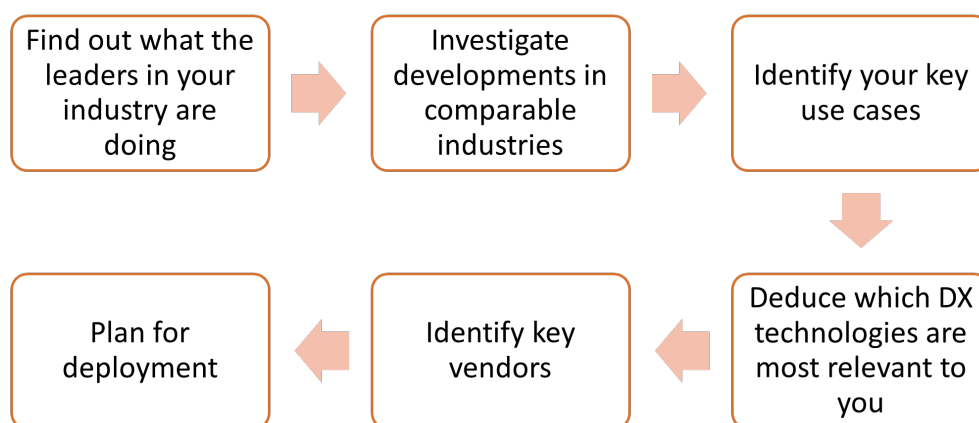 Find out what the
leaders in your
industry are
doing
Investigate
developments in
comparable
industries
Identify your key
use cases
Deduce which DX
technologies are
most relevant to
you
Identify key
vendors
Plan for
deployment